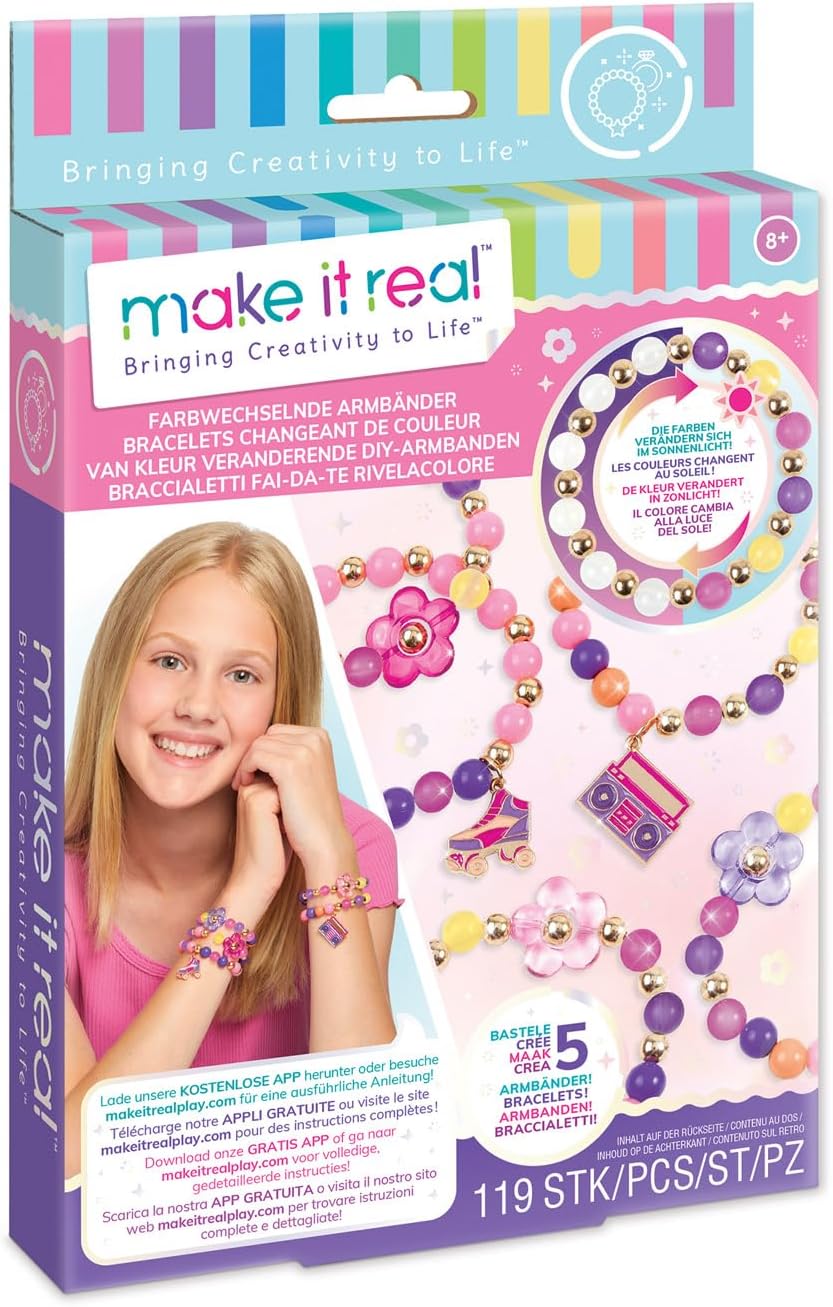 Bringing Creativity to Life™
8+
make it real™
Bringing Creativity to Life™
FARBWECHSELNDE ARMBÄNDER
BRACELETS CHANGEANT DE COULEUR
VAN KLEUR VERANDERENDE DIY-ARMBANDEN
BRACCIALETTI FAI-DA-TE RIVELACOLORE
DIE FARBEN
VERÄNDERN SICH
IM SONNENLICHT!
LES COULEURS CHANGENT
AU SOLEIL !
DE KLEUR VERANDERT
IN ZONLICHT!
IL COLORE CAMBIA
ALLA LUCE
DEL SOLE!
make it real™
Bringing Creativity to Life™
BASTELE
CRÉE
MAAK
CREA
5
ARMBÄNDER!
BRACELETS!
ARMBANDEN!
BRACCIALETTI!
Lade unsere KOSTENLOSE APP herunter oder besuche
makeitrealplay.com für eine ausführliche Anleitung!
Télécharge notre APPLI GRATUITE ou visite le site
makeitrealplay.com pour des instructions complètes !
Download onze GRATIS APP of ga naar
makeitrealplay.com voor volledige,
gedetailleerde instructies!
Scarica la nostra APP GRATUITA o visita il nostro sito
web makeitrealplay.com per trovare istruzioni
complete e dettagliate!
INHALT AUF DER RÜCKSEITE / CONTENU AU DOS /
INHOUD OP DE ACHTERKANT / CONTENUTO SUL RETRO
119 STK/PCS/ST/PZ